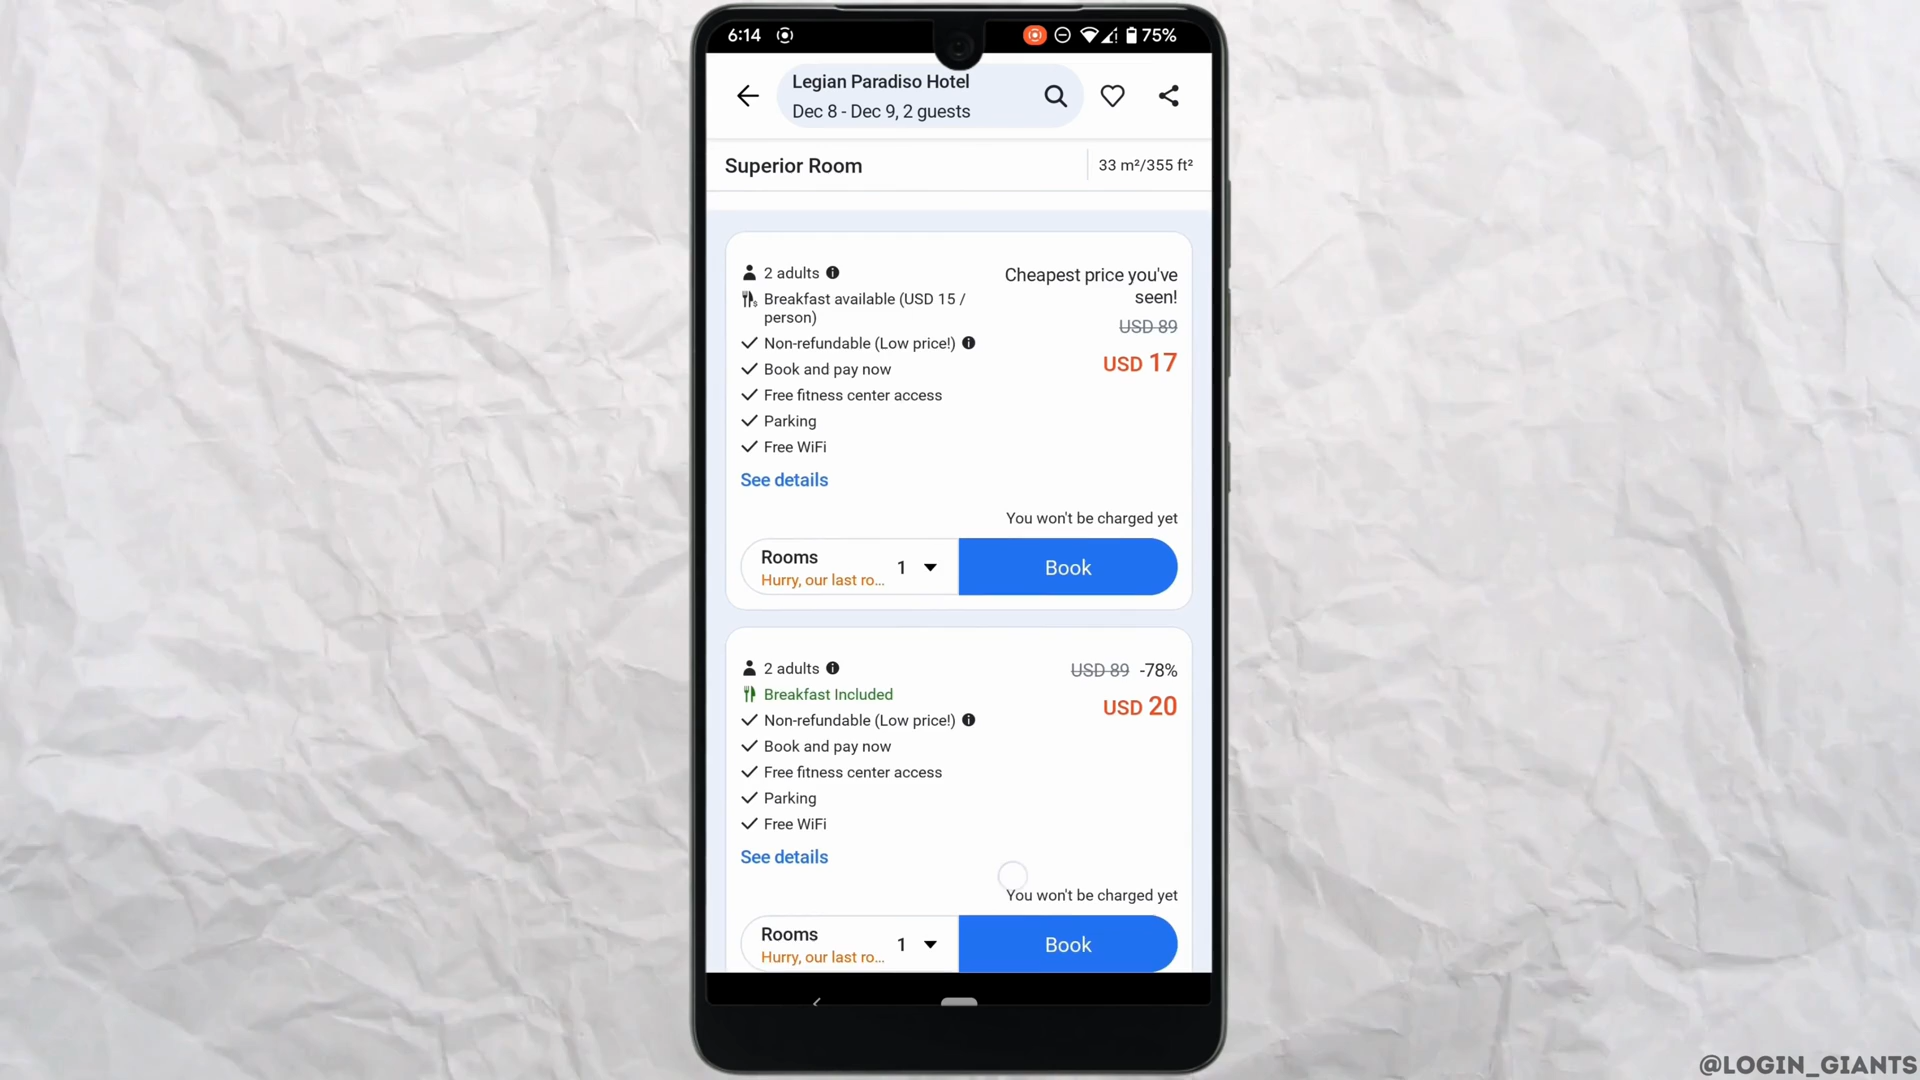 6:14
75%
Legian Paradiso Hotel
Dec 8 - Dec 9, 2 guests
Superior Room
33 m²/355 ft²
2 adults
Breakfast available (USD 15 /
person)
Non-refundable (Low price!)
Book and pay now
Free fitness center access
Parking
Free WiFi
See details
Cheapest price you've
seen!
USD 89
USD 17
You won't be charged yet
Rooms
Hurry, our last ro...
1
Book
2 adults
Breakfast Included
Non-refundable (Low price!)
Book and pay now
Free fitness center access
Parking
Free WiFi
See details
USD 89 -78%
USD 20
You won't be charged yet
Rooms
Hurry, our last ro...
1
Book
@LOGIN_GIANTS